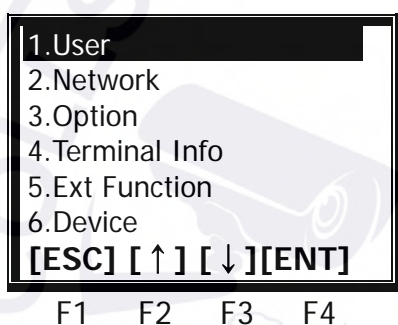 1.User
2.Network
3.Option
4.Terminal Info
5.Ext Function
6.Device
[ESC] [↑] [↓][ENT]
F1 F2 F3 F4